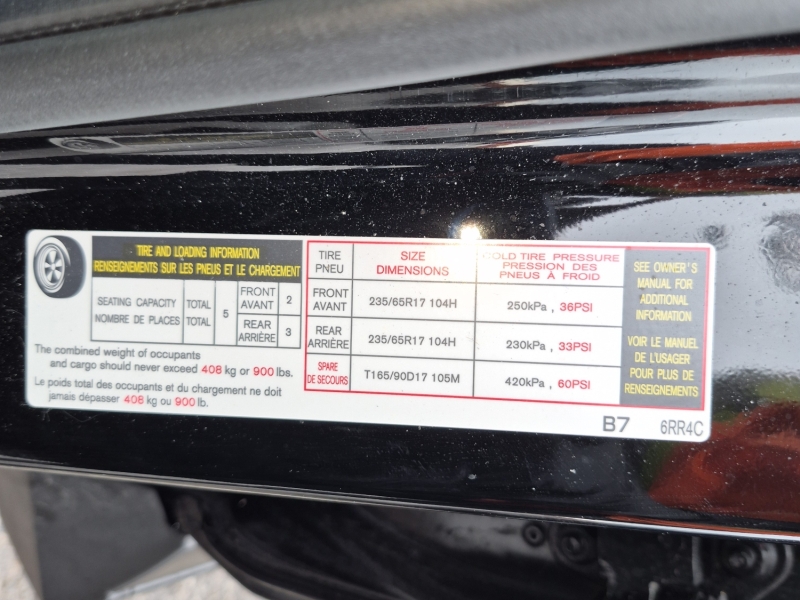 TIRE AND LOADING INFORMATION
RENSEIGNEMENTS SUR LES PNEUS ET LE CHARGEMENT
SEATING CAPACITY TOTAL 5 FRONT AVANT 2
NOMBRE DE PLACES TOTAL REAR ARRIÈRE 3
The combined weight of occupants
and cargo should never exceed 408 kg or 900 lbs.
Le poids total des occupants et du chargement ne doit
jamais dépasser 408 kg ou 900 lb.
TIRE
PNEU
SIZE
DIMENSIONS
COLD TIRE PRESSURE
PRESSION DES
PNEUS À FROID
FRONT
AVANT
235/65R17 104H
250kPa , 36PSI
REAR
ARRIÈRE
235/65R17 104H
230kPa , 33PSI
SPARE
DE SECOURS
T165/90D17 105M
420kPa , 60PSI
SEE OWNER'S
MANUAL FOR
ADDITIONAL
INFORMATION
VOIR LE MANUEL
DE L'USAGER
POUR PLUS DE
RENSEIGNEMENTS
B7 6RR4C